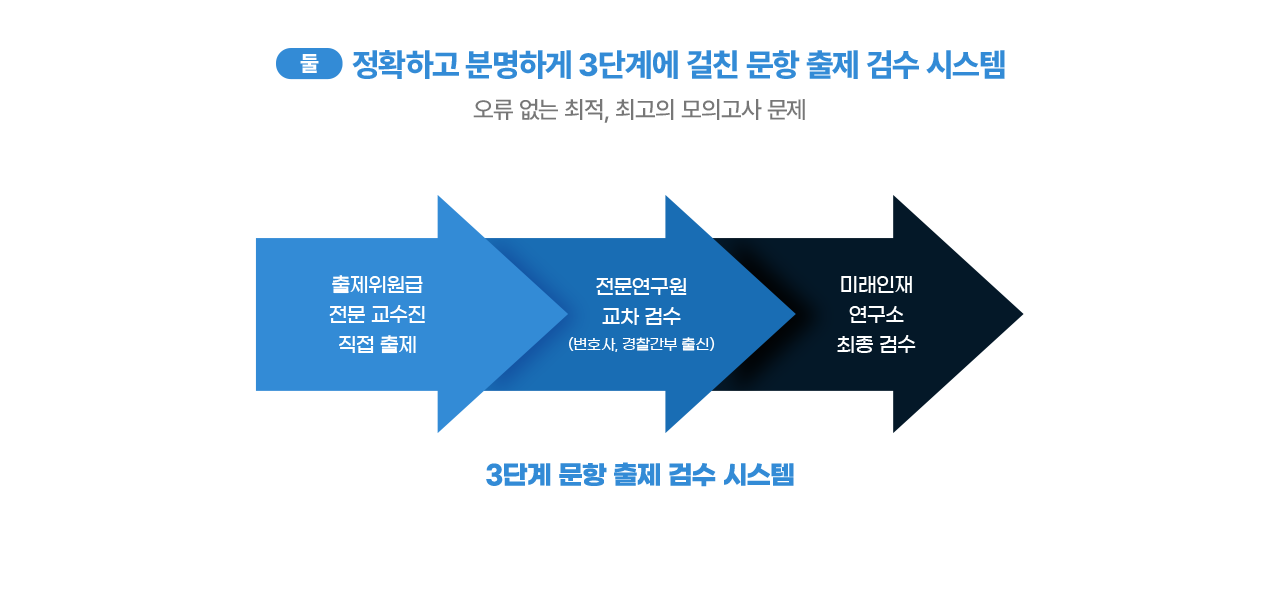 둘 정확하고 분명하게 3단계에 걸친 문항 출제 검수 시스템
오류 없는 최적, 최고의 모의고사 문제
출제위원급
전문 교수진
직접 출제
전문연구원
교차 검수
(변호사, 경찰간부 출신)
미래인재
연구소
최종 검수
3단계 문항 출제 검수 시스템